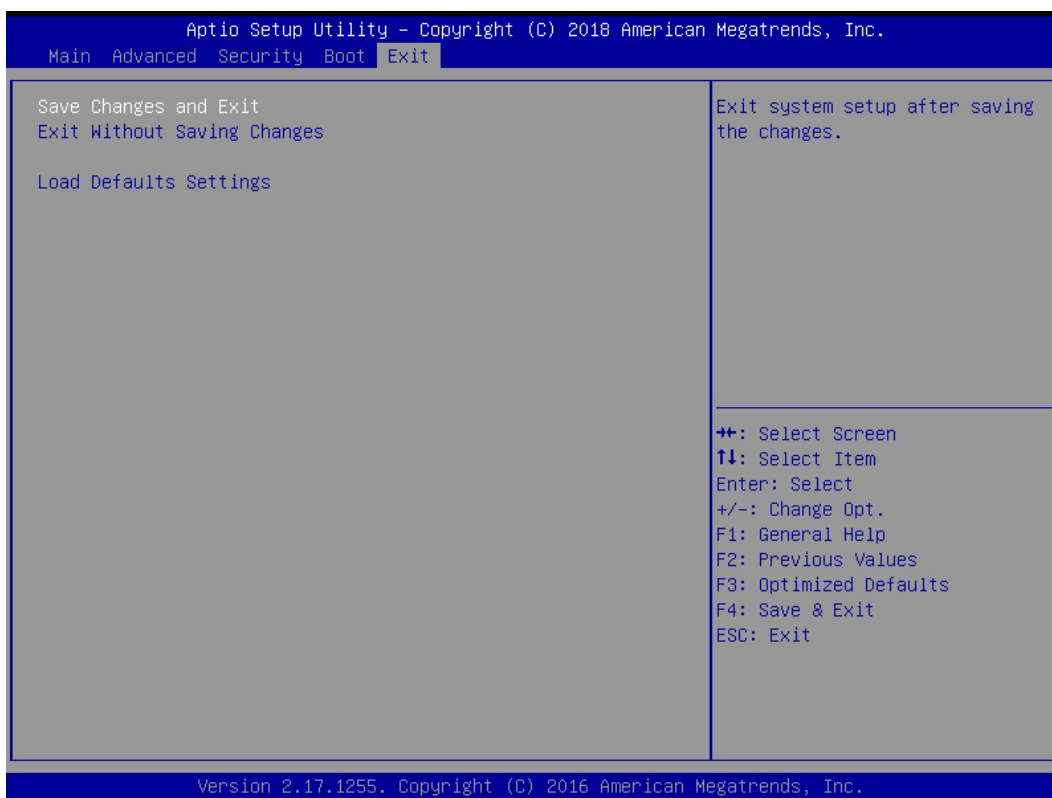 Aptio Setup Utility – Copyright (C) 2018 American Megatrends, Inc.
Main Advanced Security Boot Exit
Save Changes and Exit
Exit Without Saving Changes
Load Defaults Settings
Exit system setup after saving
the changes.
→←: Select Screen
↑↓: Select Item
Enter: Select
+/-: Change Opt.
F1: General Help
F2: Previous Values
F3: Optimized Defaults
F4: Save & Exit
ESC: Exit
Version 2.17.1255. Copyright (C) 2016 American Megatrends, Inc.